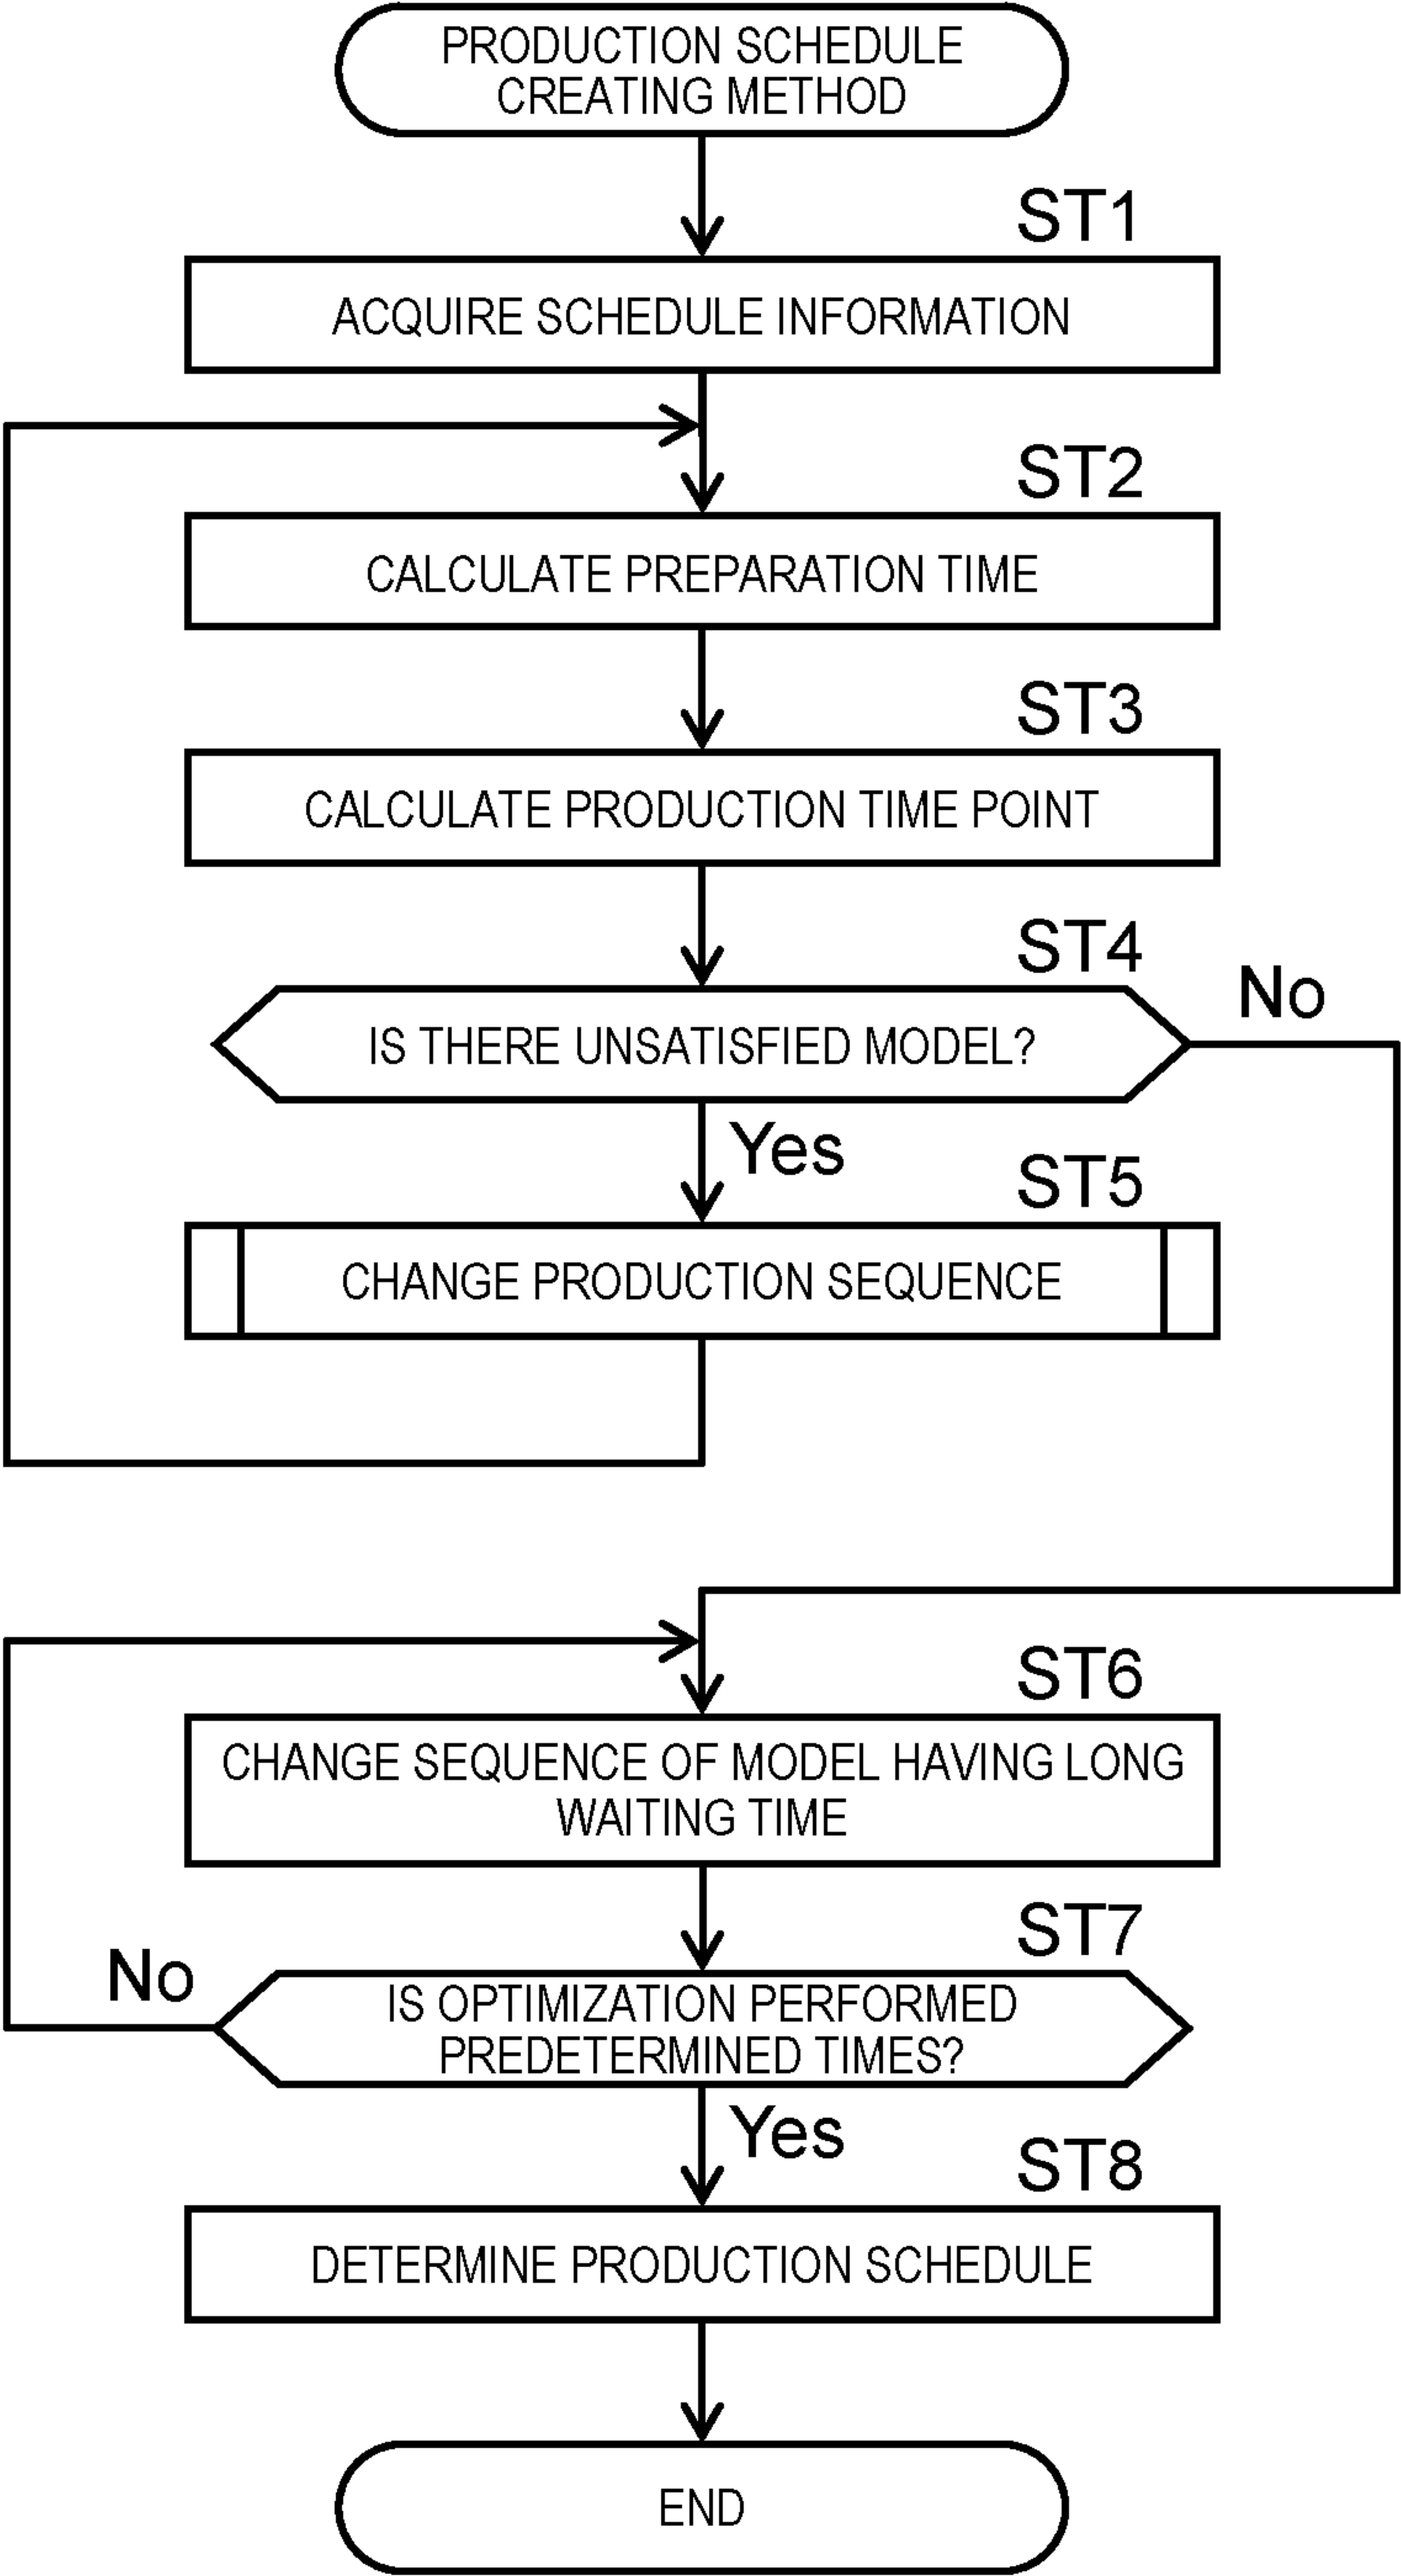 PRODUCTION SCHEDULE
CREATING METHOD
ST1
ACQUIRE SCHEDULE INFORMATION
ST2
CALCULATE PREPARATION TIME
ST3
CALCULATE PRODUCTION TIME POINT
ST4
No
IS THERE UNSATISFIED MODEL?
Yes
ST5
CHANGE PRODUCTION SEQUENCE
ST6
CHANGE SEQUENCE OF MODEL HAVING LONG
WAITING TIME
ST7
No
IS OPTIMIZATION PERFORMED
PREDETERMINED TIMES?
Yes
ST8
DETERMINE PRODUCTION SCHEDULE
END